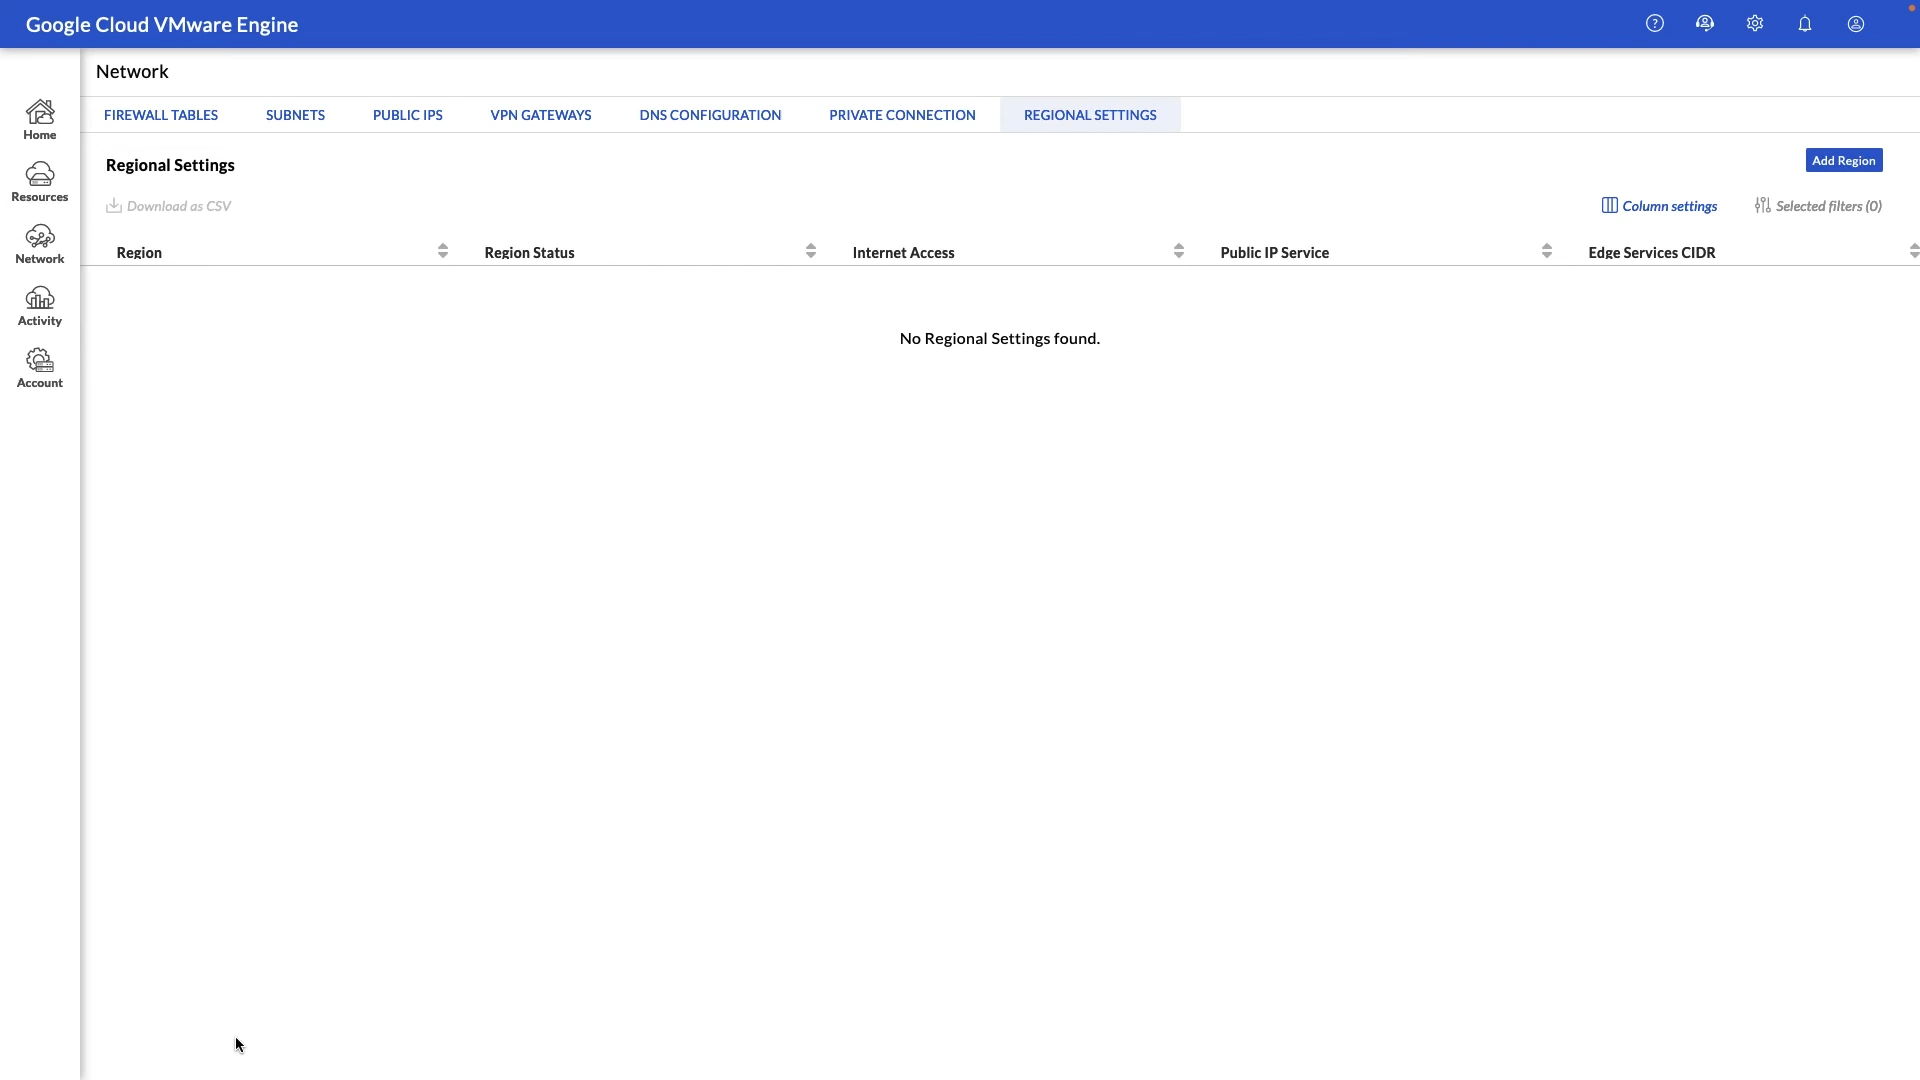 Google Cloud VMware Engine
Network
FIREWALL TABLES SUBNETS PUBLIC IPS VPN GATEWAYS DNS CONFIGURATION PRIVATE CONNECTION REGIONAL SETTINGS
Home
Resources
Network
Activity
Account
Regional Settings
Add Region
Download as CSV
Column settings
Selected filters (0)
Region Region Status Internet Access Public IP Service Edge Services CIDR
No Regional Settings found.